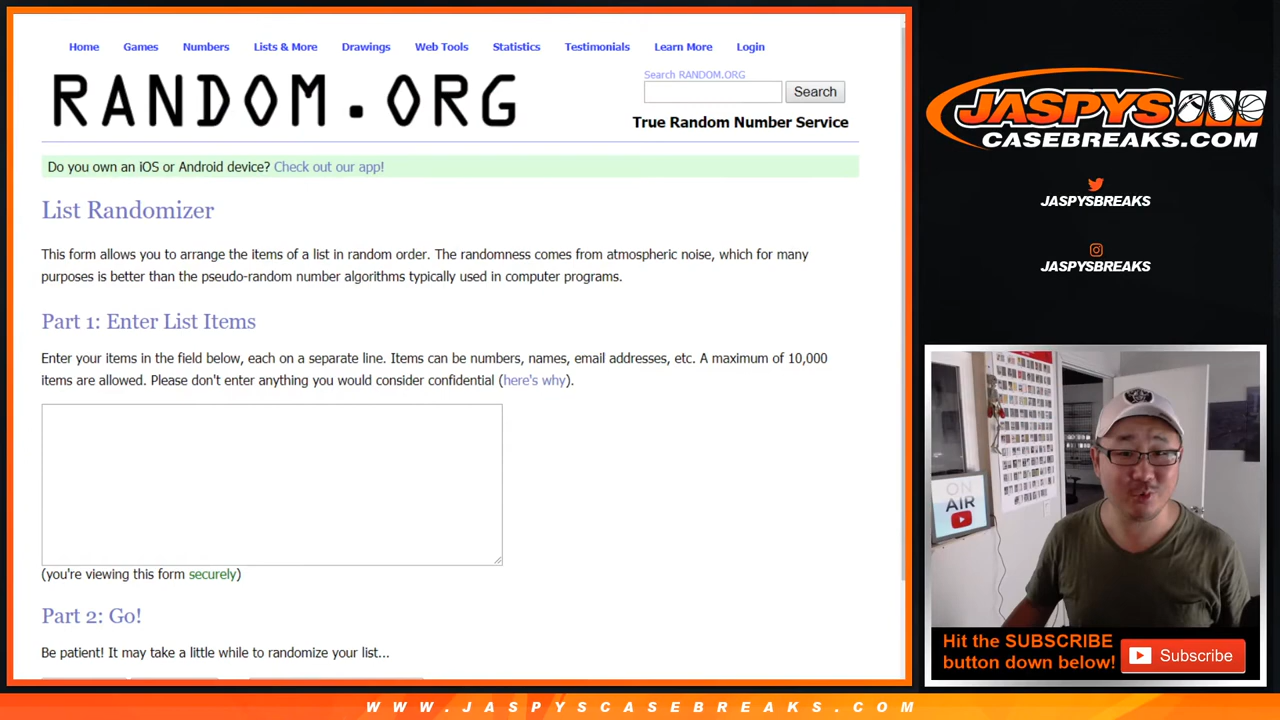 Home Games Numbers Lists & More Drawings Web Tools Statistics Testimonials Learn More Login
RANDOM.ORG
Search RANDOM.ORG
Search
True Random Number Service
Do you own an iOS or Android device? Check out our app!
List Randomizer
This form allows you to arrange the items of a list in random order. The randomness comes from atmospheric noise, which for many
purposes is better than the pseudo-random number algorithms typically used in computer programs.
Part 1: Enter List Items
Enter your items in the field below, each on a separate line. Items can be numbers, names, email addresses, etc. A maximum of 10,000
items are allowed. Please don't enter anything you would consider confidential (here's why).
(you're viewing this form securely)
Part 2: Go!
Be patient! It may take a little while to randomize your list...
JASPYS
CASEBREAKS.COM
JASPYSBREAKS
JASPYSBREAKS
ON
AIR
Hit the SUBSCRIBE
button down below!
Subscribe
WWW.JASPYSCASEBREAKS.COM